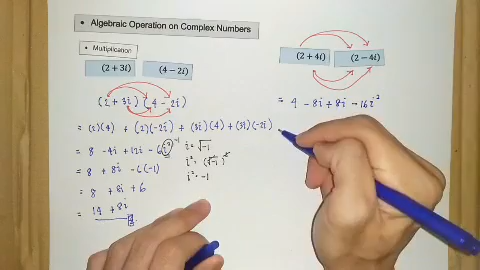 • Algebraic Operation on Complex Numbers
• Multiplication
(2+3i) (4−2i)
(2+3i)(4−2i)
= (2)(4) + (2)(-2i) + (3i)(4) + (3i)(-2i)
= 8 - 4i + 12i - 6i² -1
= 8 + 8i - 6(-1)
= 8 + 8i + 6
= 14 + 8i
i = √-1
i² = (√-1)²
i² = -1
(2+4i) (2−4i)
= 4 - 8i + 8i - 16i²